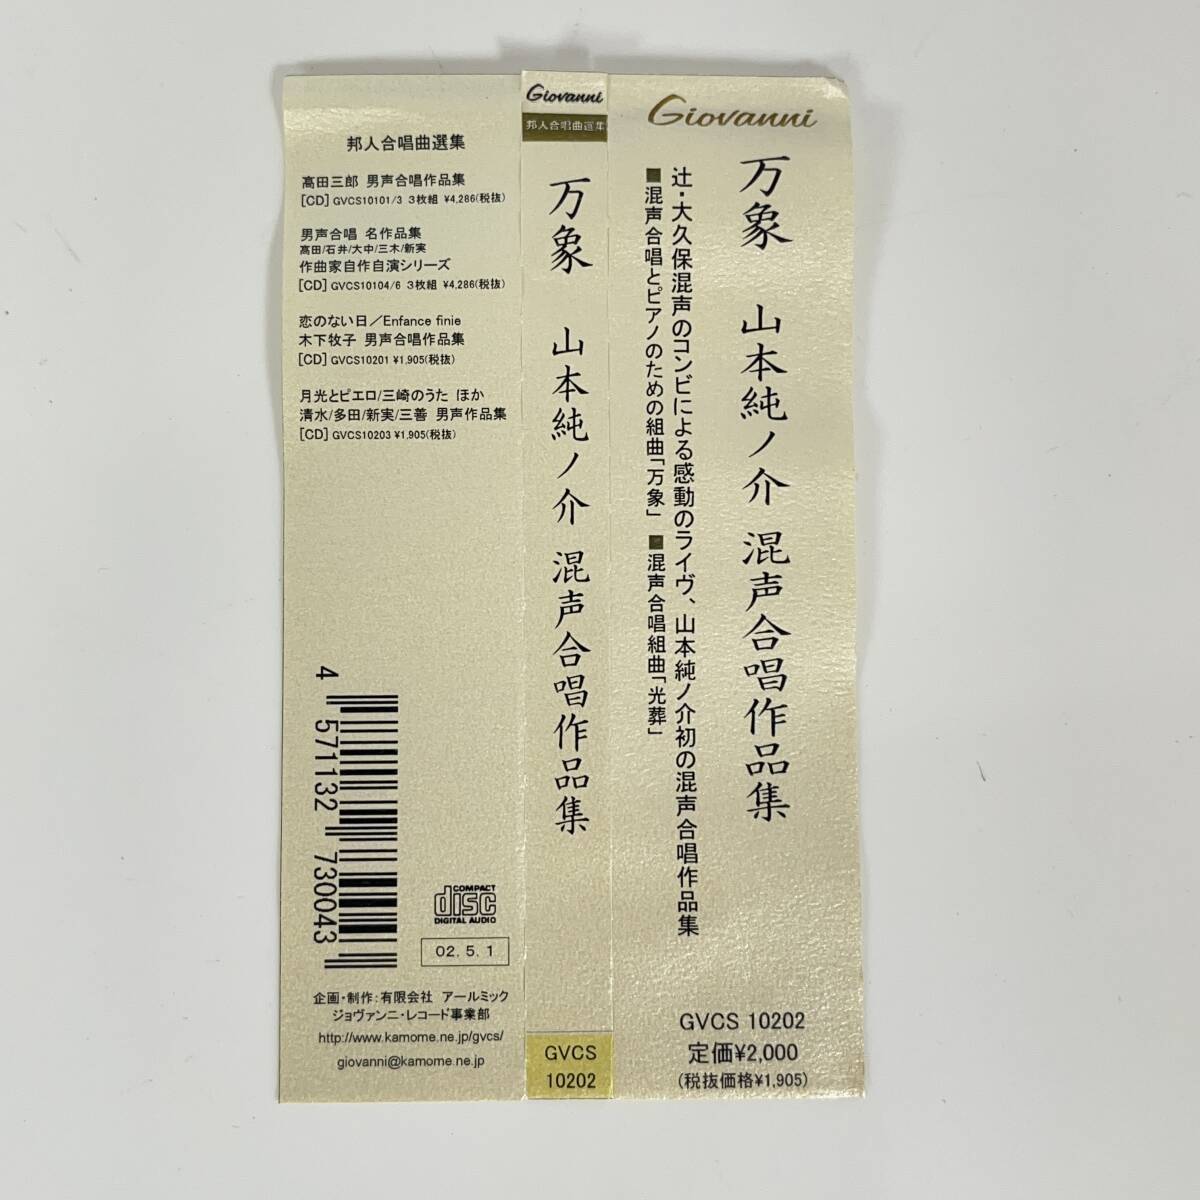 邦人合唱曲選集
高田三郎 男声合唱作品集
[CD] GVCS10101/3 3枚組 ¥4,286(税抜)
男声合唱 名作品集
高田/石井/大中/三木/新実
作曲家自作自演シリーズ
[CD] GVCS10104/6 3枚組 ¥4,286(税抜)
恋のない日/Enfance finie
木下牧子 男声合唱作品集
[CD] GVCS10201 ¥1,905(税抜)
月光とピエロ/三崎のうた ほか
清水/多田/新実/三善 男声作品集
[CD] GVCS10203 ¥1,905(税抜)
4 571132 730043
COMPACT
disc
DIGITAL AUDIO
02.5.1
企画・制作:有限会社 アールミック
ジョヴァンニ・レコード事業部
http://www.kamome.ne.jp/gvcs/
giovanni@kamome.ne.jp
Giovanni
邦人合唱曲選集
万象 山本純ノ介 混声合唱作品集
GVCS
10202
Giovanni
万象 山本純ノ介 混声合唱作品集
辻・大久保混声のコンビによる感動のライヴ、山本純ノ介初の混声合唱作品集
■混声合唱とピアノのための組曲「万象」 ■混声合唱組曲「光葬」
GVCS 10202
定価¥2,000
(税抜価格¥1,905)